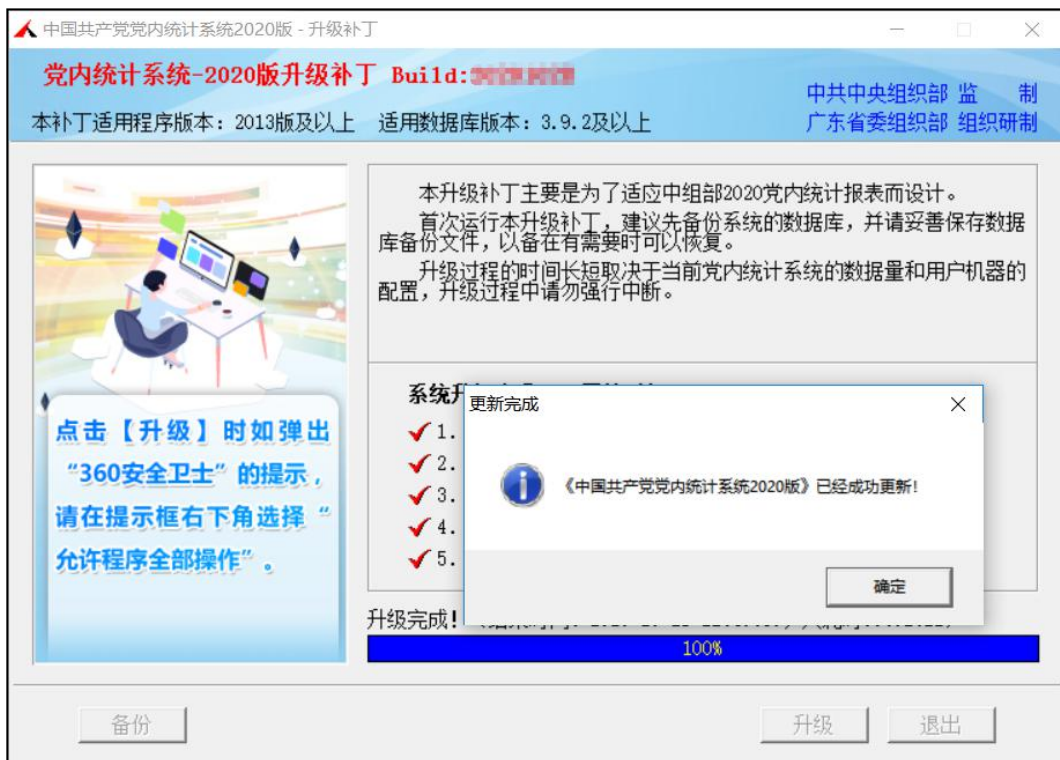 中国共产党党内统计系统2020版 - 升级补丁
党内统计系统-2020版升级补丁 Build:
中共中央组织部 监 制
本补丁适用程序版本：2013版及以上 适用数据库版本：3.9.2及以上
广东省委组织部 组织研制
本升级补丁主要是为了适应中组部2020党内统计报表而设计。
首次运行本升级补丁，建议先备份系统的数据库，并请妥善保存数据
库备份文件，以备在有需要时可以恢复。
升级过程的时间长短取决于当前党内统计系统的数据量和用户机器的
配置，升级过程中请勿强行中断。
系统升
1.
2.
3.
4.
5.
更新完成
《中国共产党党内统计系统2020版》已经成功更新!
确定
点击【升级】时如弹出
“360安全卫士”的提示，
请在提示框右下角选择“
允许程序全部操作”。
升级完成!
100%
备份
升级
退出